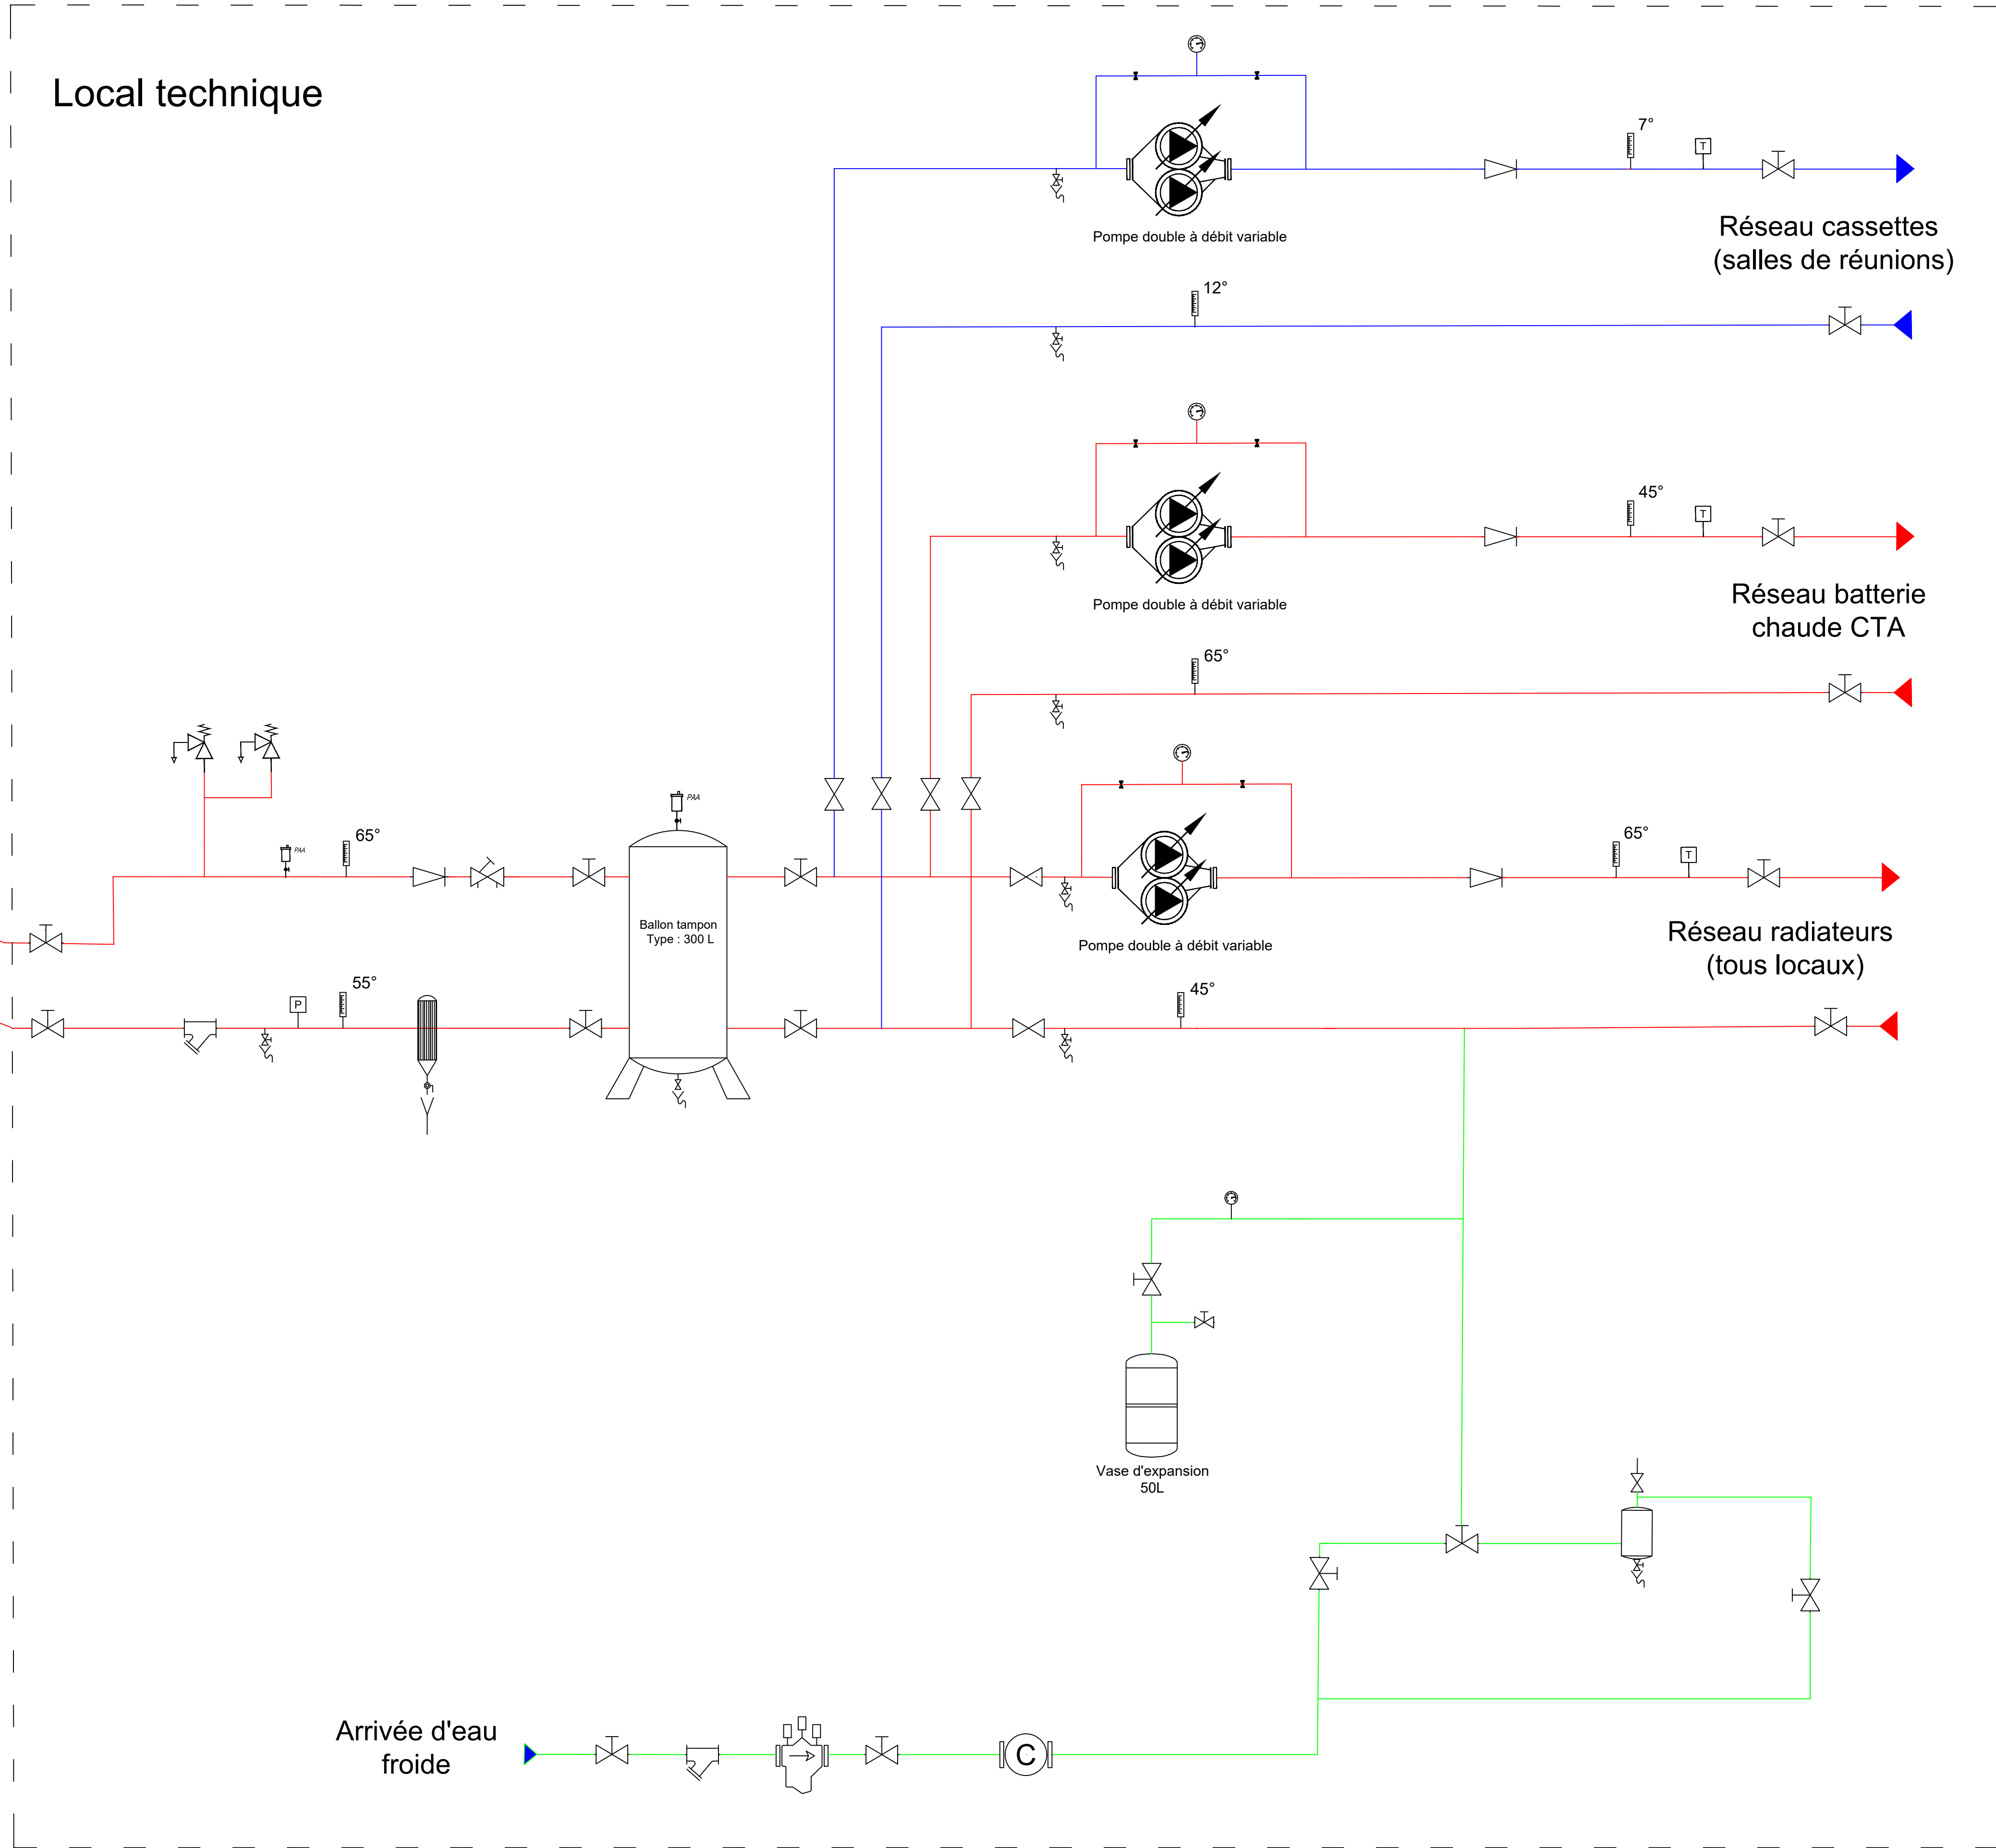 Local technique
7°
T
Pompe double à débit variable
Réseau cassettes
(salles de réunions)
12°
45°
T
Pompe double à débit variable
Réseau batterie
chaude CTA
65°
PAA
65°
PAA
65°
T
Ballon tampon
Type : 300 L
Pompe double à débit variable
Réseau radiateurs
(tous locaux)
55°
P
45°
Vase d'expansion
50L
Arrivée d'eau
froide
C